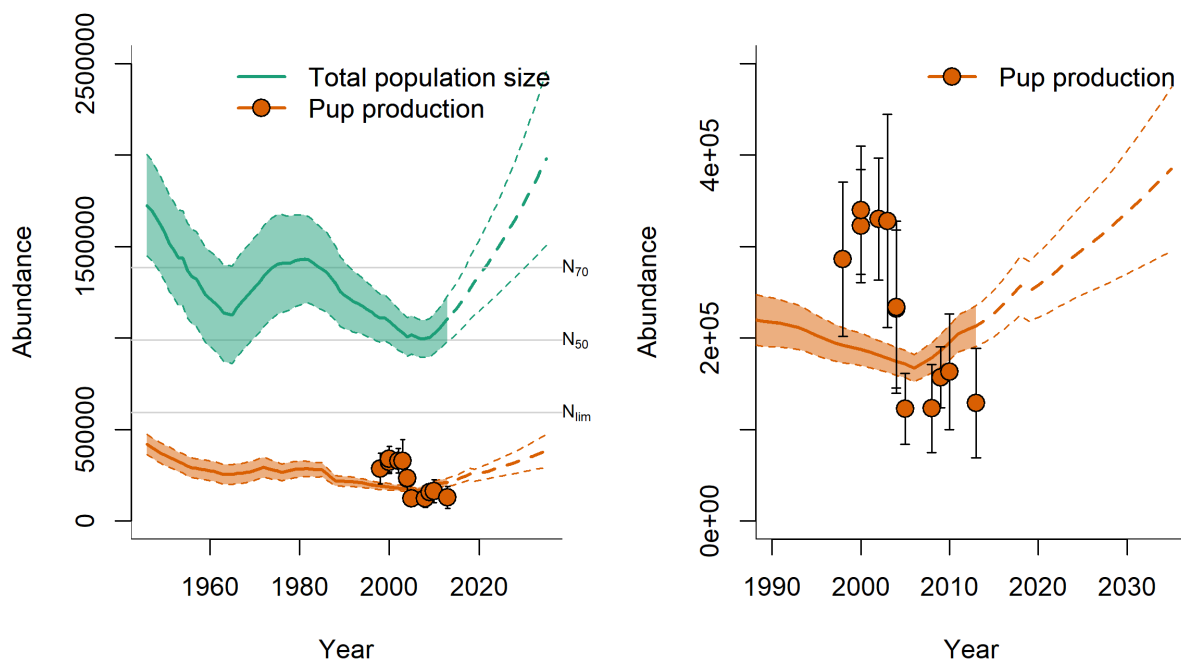 Total population size
Pup production
Abundance
2500000
1500000
500000
0
N70
N50
Nlim
1960
1980
2000
2020
Year
Pup production
Abundance
4e+05
2e+05
0e+00
1990
2000
2010
2020
2030
Year